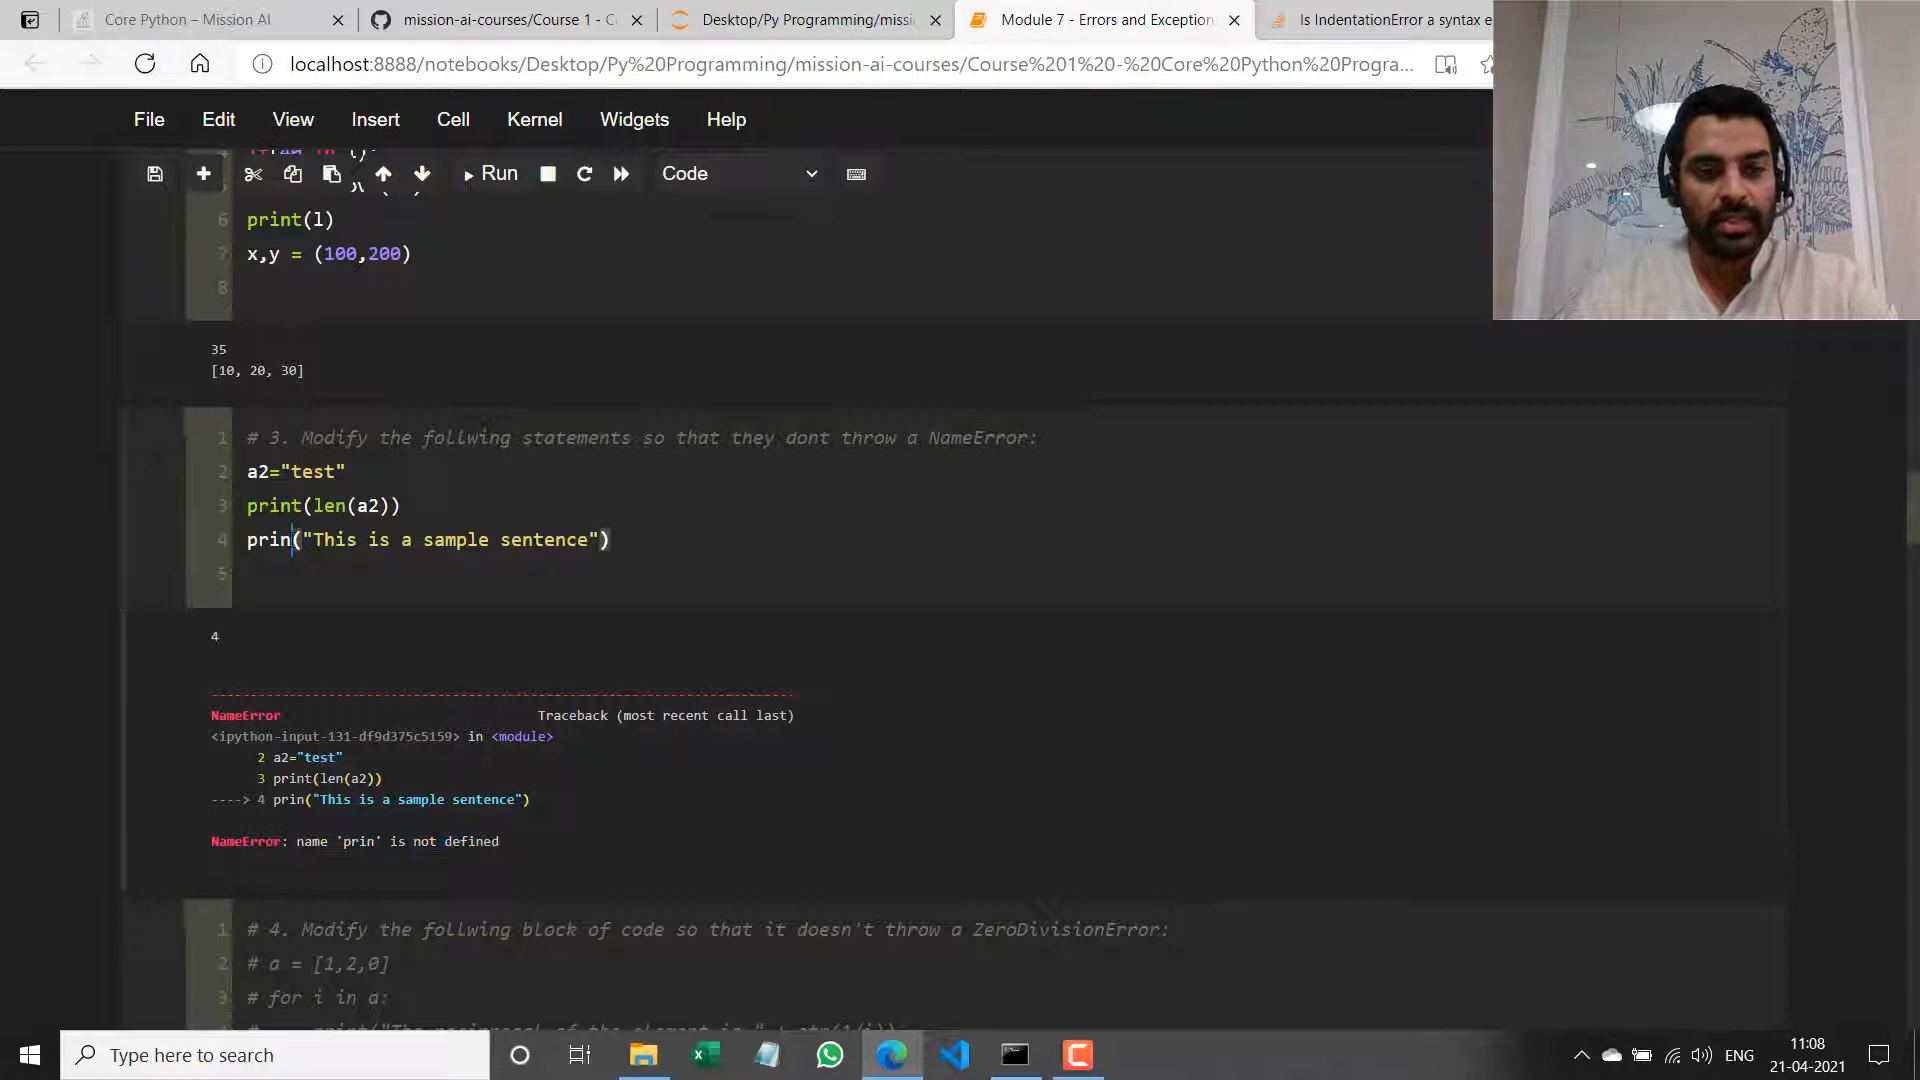 Core Python – Mission AI
mission-ai-courses/Course 1 - C
Desktop/Py Programming/missi
Module 7 - Errors and Exception
Is IndentationError a syntax e
localhost:8888/notebooks/Desktop/Py%20Programming/mission-ai-courses/Course%201%20-%20Core%20Python%20Progra...
File Edit View Insert Cell Kernel Widgets Help
Run Code
6 print(l)
7 x,y = (100,200)
8
35
[10, 20, 30]
1 # 3. Modify the follwing statements so that they dont throw a NameError:
2 a2="test"
3 print(len(a2))
4 prin("This is a sample sentence")
5
4
NameError Traceback (most recent call last)
<ipython-input-131-df9d375c5159> in <module>
2 a2="test"
3 print(len(a2))
----> 4 prin("This is a sample sentence")
NameError: name 'prin' is not defined
1 # 4. Modify the follwing block of code so that it doesn't throw a ZeroDivisionError:
2 # a = [1,2,0]
3 # for i in a:
Type here to search
ENG
11:08
21-04-2021